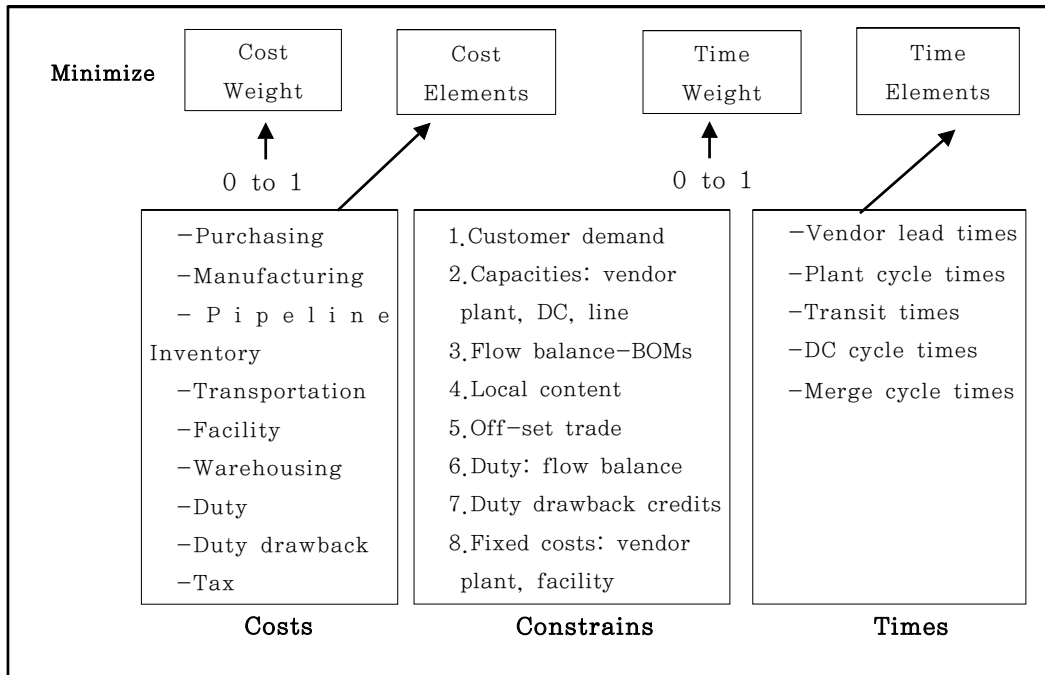 Minimize
Cost
Weight
Cost
Elements
Time
Weight
Time
Elements
0 to 1
0 to 1
-Purchasing
-Manufacturing
- P i p e l i n e
Inventory
-Transportation
-Facility
-Warehousing
-Duty
-Duty drawback
-Tax
1.Customer demand
2.Capacities: vendor
plant, DC, line
3.Flow balance-BOMs
4.Local content
5.Off-set trade
6.Duty: flow balance
7.Duty drawback credits
8.Fixed costs: vendor
plant, facility
-Vendor lead times
-Plant cycle times
-Transit times
-DC cycle times
-Merge cycle times
Costs
Constrains
Times